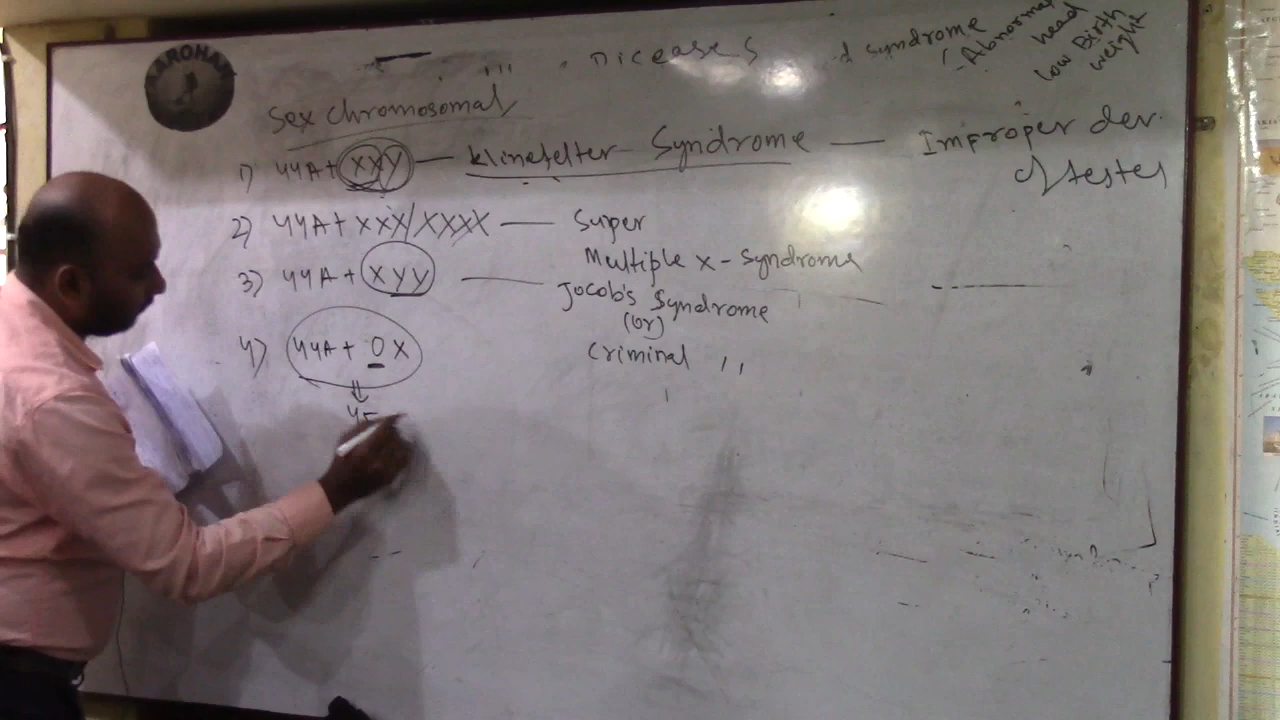 AAROHAN
Diceases
d Syndrome
- Abnormal
head
low Birth
weight
Sex chromosomal
1) 44A+ XXY — Klinefelter Syndrome — Improper dev.
of testes
2) 44A+ XXX/XXXX — Super
Multiple X-Syndrome
3) 44A+ XYY — Jocob's Syndrome
(or)
Criminal ,,
4) 44A+ OX
45